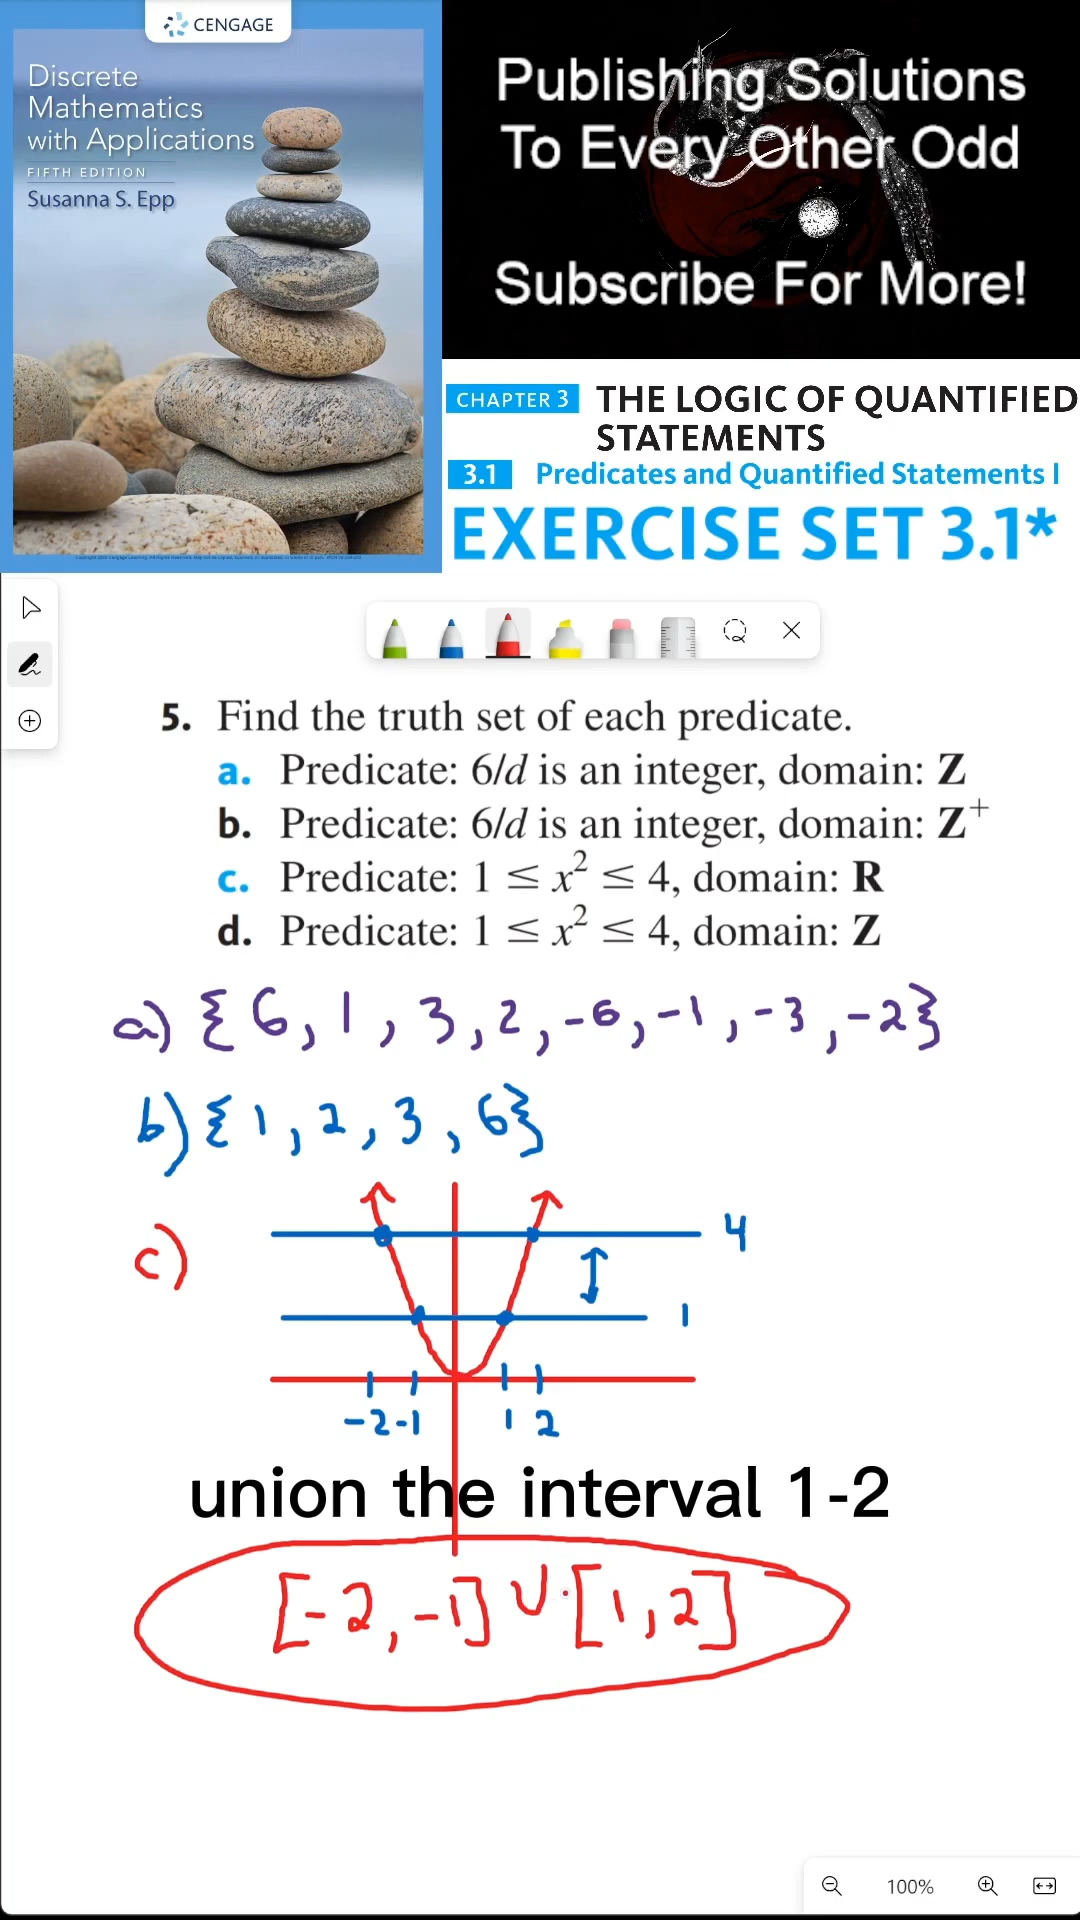 CENGAGE
Discrete
Mathematics
with Applications
FIFTH EDITION
Susanna S. Epp
Publishing Solutions
To Every Other Odd
Subscribe For More!
CHAPTER 3 THE LOGIC OF QUANTIFIED
STATEMENTS
3.1 Predicates and Quantified Statements I
EXERCISE SET 3.1*
5. Find the truth set of each predicate.
a. Predicate: 6/d is an integer, domain: Z
b. Predicate: 6/d is an integer, domain: Z⁺
c. Predicate: 1 ≤ x² ≤ 4, domain: R
d. Predicate: 1 ≤ x² ≤ 4, domain: Z
a) {6, 1, 3, 2, -6, -1, -3, -2}
b) {1, 2, 3, 6}
c)
4
1
-2 -1 1 2
union the interval 1-2
[-2, -1] ∪ [1, 2]
100%